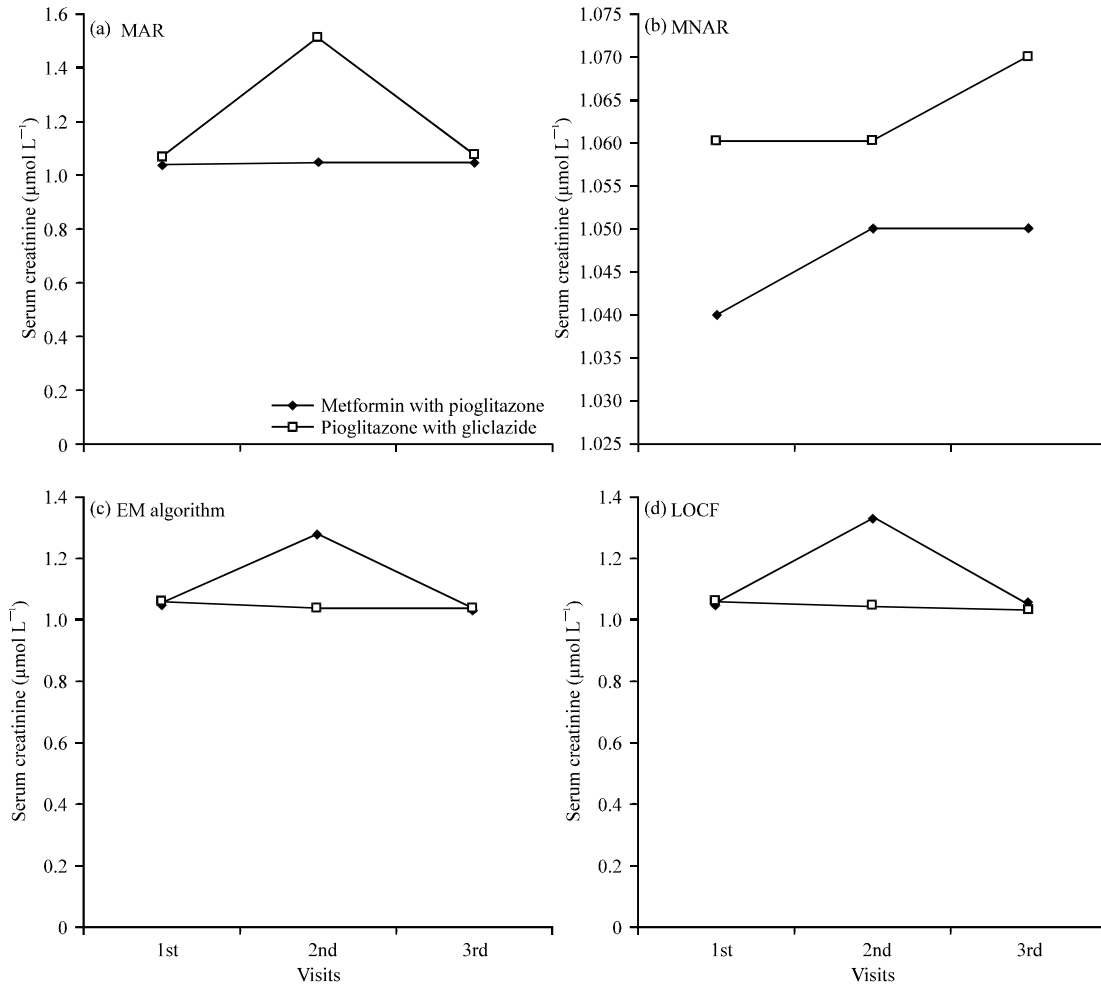 (a) MAR
Serum creatinine (µmol L⁻¹)
1.6
1.4
1.2
1.0
0.8
0.6
0.4
0.2
0
Metformin with pioglitazone
Pioglitazone with gliclazide
(b) MNAR
Serum creatinine (µmol L⁻¹)
1.075
1.070
1.065
1.060
1.055
1.050
1.045
1.040
1.035
1.030
1.025
(c) EM algorithm
Serum creatinine (µmol L⁻¹)
1.4
1.2
1.0
0.8
0.6
0.4
0.2
0
1st 2nd 3rd
Visits
(d) LOCF
Serum creatinine (µmol L⁻¹)
1.4
1.2
1.0
0.8
0.6
0.4
0.2
0
1st 2nd 3rd
Visits